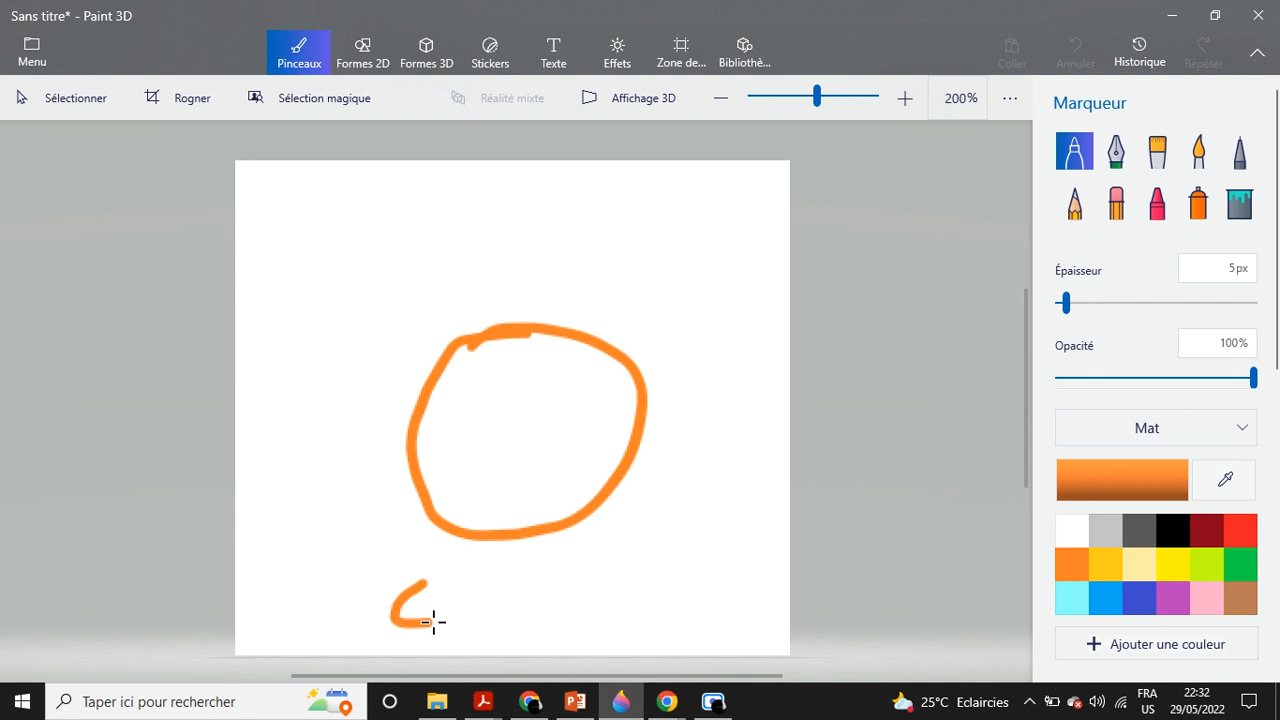 Sans titre* - Paint 3D
Menu
Pinceaux
Formes 2D
Formes 3D
Stickers
Texte
Effets
Zone de...
Bibliothè...
Coller
Annuler
Historique
Répéter
Sélectionner
Rogner
Sélection magique
Réalité mixte
Affichage 3D
200%
Marqueur
Épaisseur
5px
Opacité
100%
Mat
Ajouter une couleur
Taper ici pour rechercher
25°C Eclaircies
FRA
US
22:32
29/05/2022